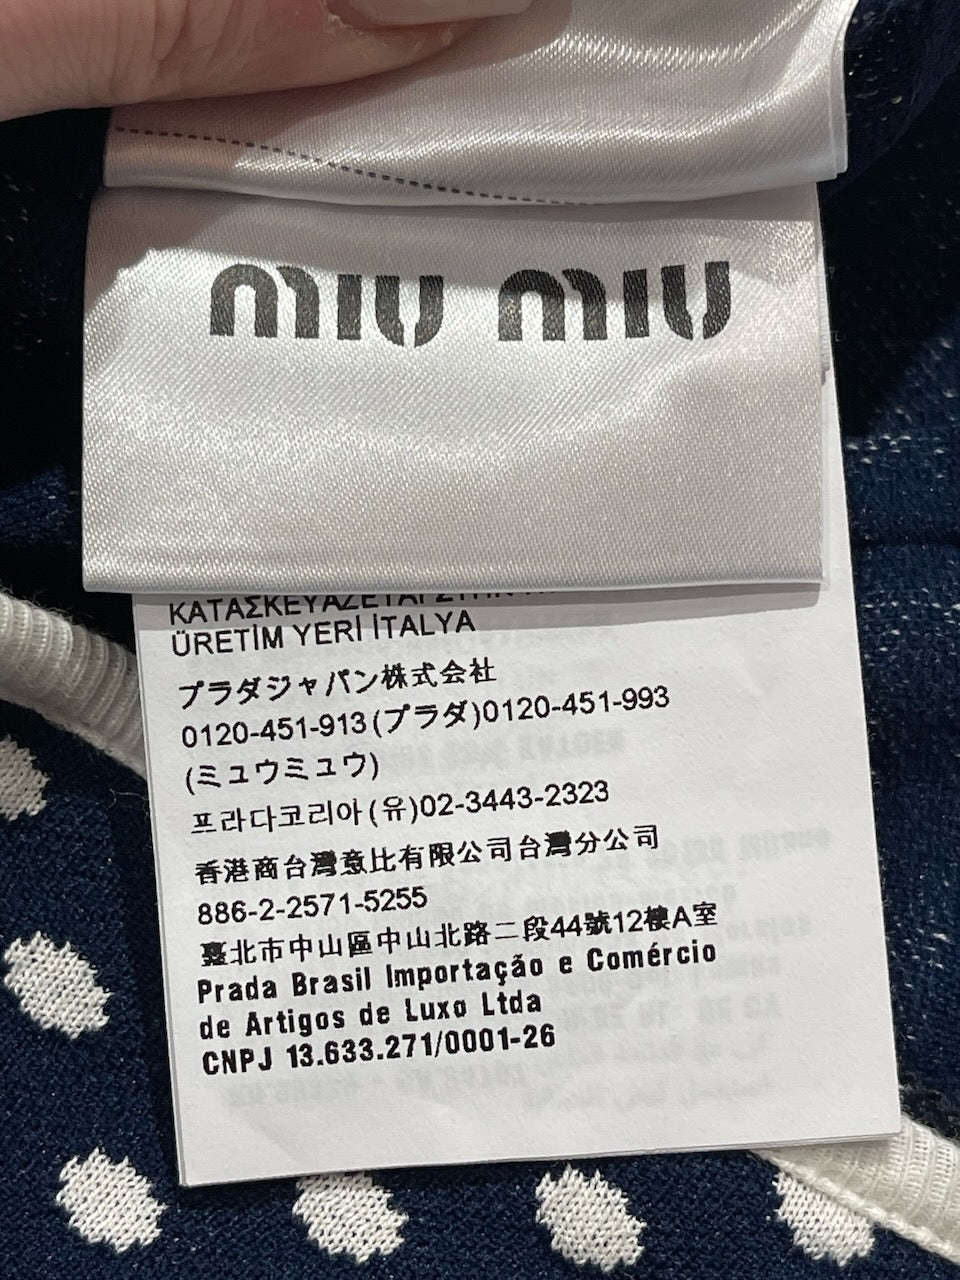 MIU MIU
ÜRETİM YERİ İTALYA
プラダジャパン株式会社
0120-451-913(プラダ)0120-451-993
(ミュウミュウ)
프라다코리아(유)02-3443-2323
香港商台灣意比有限公司台灣分公司
886-2-2571-5255
臺北市中山區中山北路二段44號12樓A室
Prada Brasil Importação e Comércio
de Artigos de Luxo Ltda
CNPJ 13.633.271/0001-26